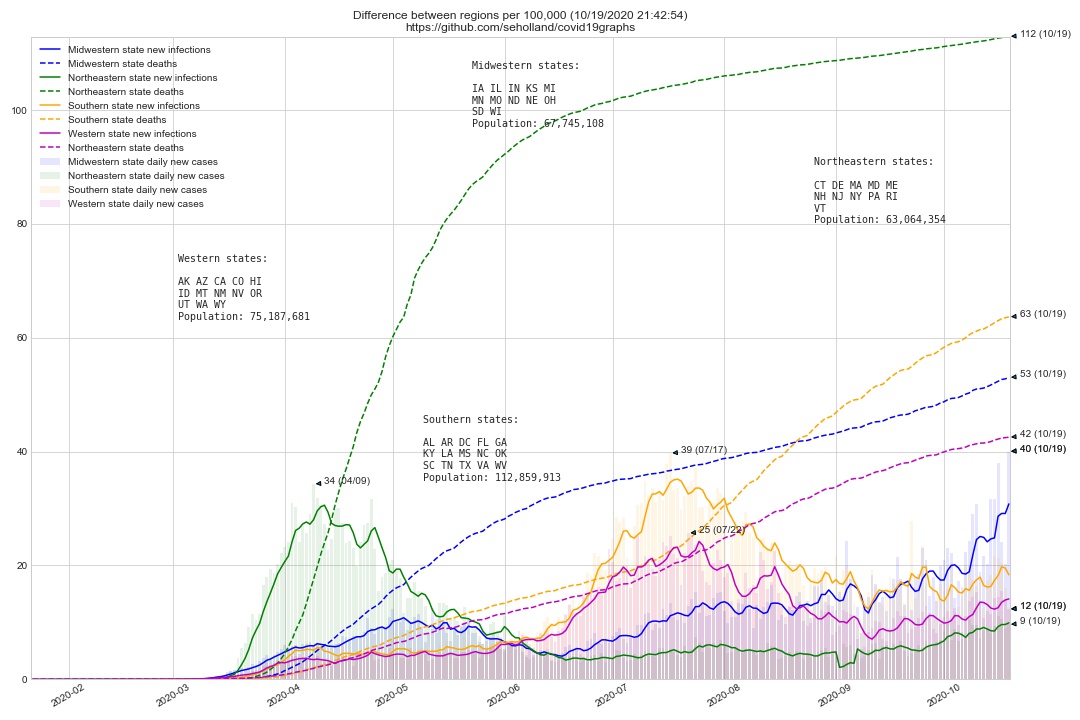 Difference between regions per 100,000 (10/19/2020 21:42:54)
https://github.com/seholland/covid19graphs
Midwestern state new infections
Midwestern state deaths
Northeastern state new infections
Northeastern state deaths
Southern state new infections
Southern state deaths
Western state new infections
Northeastern state deaths
Midwestern state daily new cases
Northeastern state daily new cases
Southern state daily new cases
Western state daily new cases
Midwestern states:
IA IL IN KS MI
MN MO ND NE OH
SD WI
Population: 67,745,108
Northeastern states:
CT DE MA MD ME
NH NJ NY PA RI
VT
Population: 63,064,354
Western states:
AK AZ CA CO HI
ID MT NM NV OR
UT WA WY
Population: 75,187,681
Southern states:
AL AR DC FL GA
KY LA MS NC OK
SC TN TX VA WV
Population: 112,859,913
34 (04/09)
39 (07/17)
25 (07/22)
112 (10/19)
63 (10/19)
53 (10/19)
42 (10/19)
40 (10/19)
12 (10/19)
9 (10/19)
100
80
60
40
20
0
2020-02
2020-03
2020-04
2020-05
2020-06
2020-07
2020-08
2020-09
2020-10